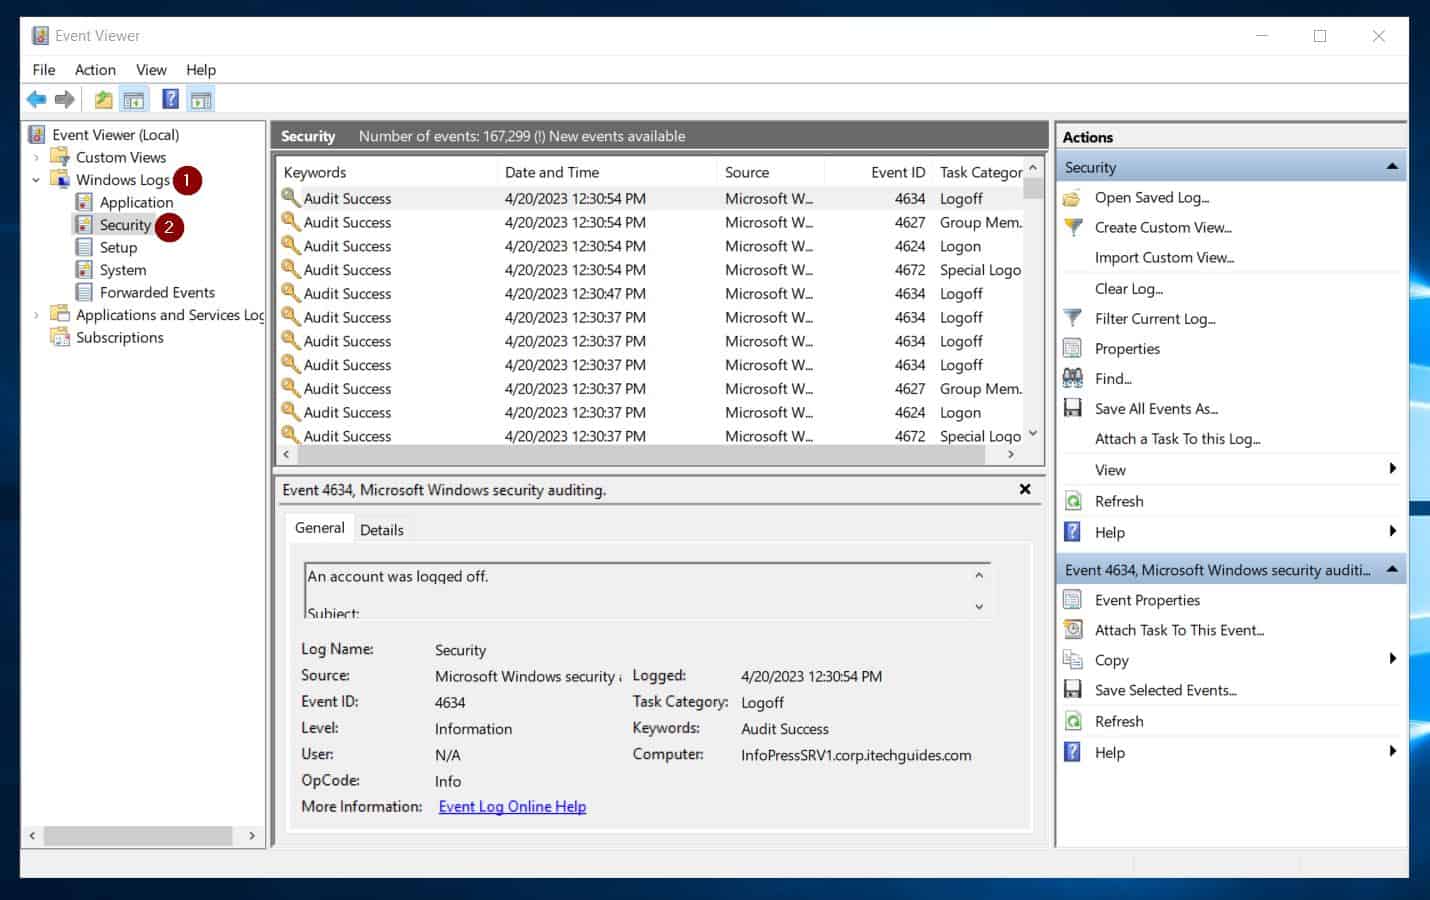 Event Viewer
File Action View Help
Event Viewer (Local)
Custom Views
Windows Logs 1
Application
Security 2
Setup
System
Forwarded Events
Applications and Services Log
Subscriptions
Security Number of events: 167,299 (!) New events available
Keywords Date and Time Source Event ID Task Categor
Audit Success 4/20/2023 12:30:54 PM Microsoft W... 4634 Logoff
Audit Success 4/20/2023 12:30:54 PM Microsoft W... 4627 Group Mem.
Audit Success 4/20/2023 12:30:54 PM Microsoft W... 4624 Logon
Audit Success 4/20/2023 12:30:54 PM Microsoft W... 4672 Special Logo
Audit Success 4/20/2023 12:30:47 PM Microsoft W... 4634 Logoff
Audit Success 4/20/2023 12:30:37 PM Microsoft W... 4634 Logoff
Audit Success 4/20/2023 12:30:37 PM Microsoft W... 4634 Logoff
Audit Success 4/20/2023 12:30:37 PM Microsoft W... 4634 Logoff
Audit Success 4/20/2023 12:30:37 PM Microsoft W... 4627 Group Mem.
Audit Success 4/20/2023 12:30:37 PM Microsoft W... 4624 Logon
Audit Success 4/20/2023 12:30:37 PM Microsoft W... 4672 Special Logo
Event 4634, Microsoft Windows security auditing.
General Details
An account was logged off.
Subject:
Log Name: Security
Source: Microsoft Windows security Logged: 4/20/2023 12:30:54 PM
Event ID: 4634 Task Category: Logoff
Level: Information Keywords: Audit Success
User: N/A Computer: InfoPressSRV1.corp.itechguides.com
OpCode: Info
More Information: Event Log Online Help
Actions
Security
Open Saved Log...
Create Custom View...
Import Custom View...
Clear Log...
Filter Current Log...
Properties
Find...
Save All Events As...
Attach a Task To this Log...
View
Refresh
Help
Event 4634, Microsoft Windows security auditi...
Event Properties
Attach Task To This Event...
Copy
Save Selected Events...
Refresh
Help